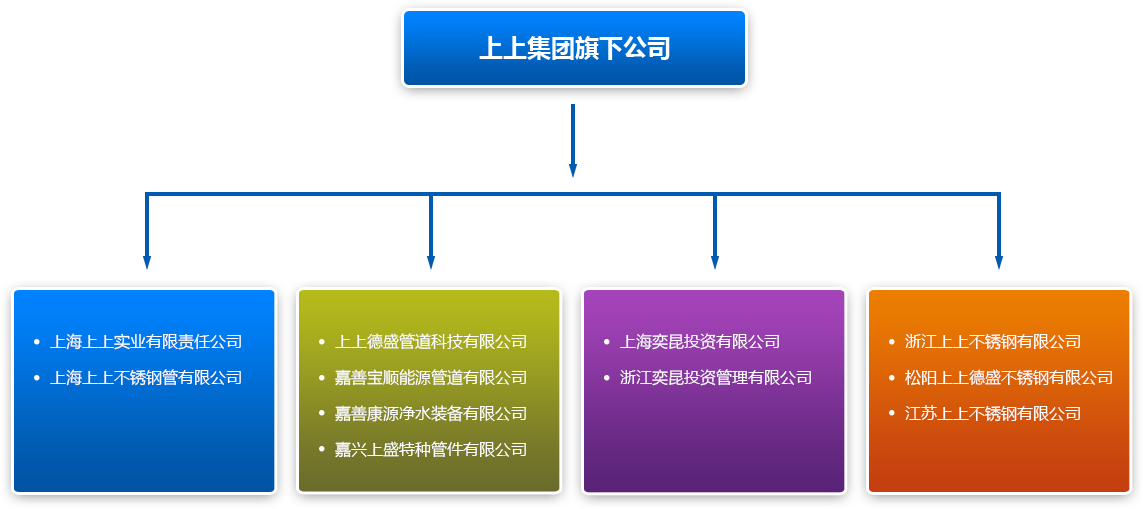 上上集团旗下公司
上海上上实业有限责任公司
上海上上不锈钢管有限公司
上上德盛管道科技有限公司
嘉善宝顺能源管道有限公司
嘉善康源净水装备有限公司
嘉兴上盛特种管件有限公司
上海奕昆投资有限公司
浙江奕昆投资管理有限公司
浙江上上不锈钢有限公司
松阳上上德盛不锈钢有限公司
江苏上上不锈钢有限公司